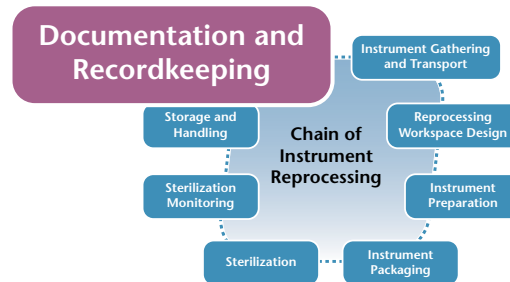 Documentation and
Recordkeeping
Instrument Gathering
and Transport
Storage and
Handling
Reprocessing
Workspace Design
Chain of
Instrument
Reprocessing
Sterilization
Monitoring
Instrument
Preparation
Sterilization
Instrument
Packaging